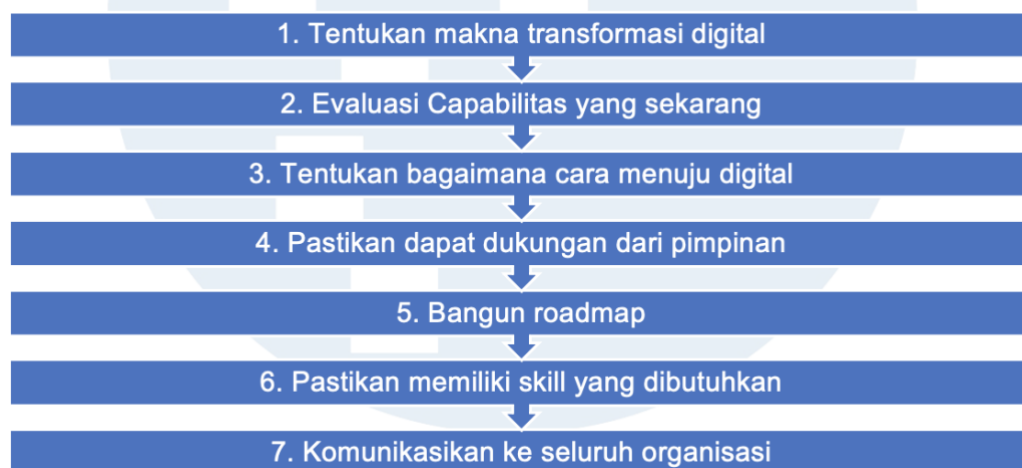 1. Tentukan makna transformasi digital
2. Evaluasi Capabilitas yang sekarang
3. Tentukan bagaimana cara menuju digital
4. Pastikan dapat dukungan dari pimpinan
5. Bangun roadmap
6. Pastikan memiliki skill yang dibutuhkan
7. Komunikasikan ke seluruh organisasi